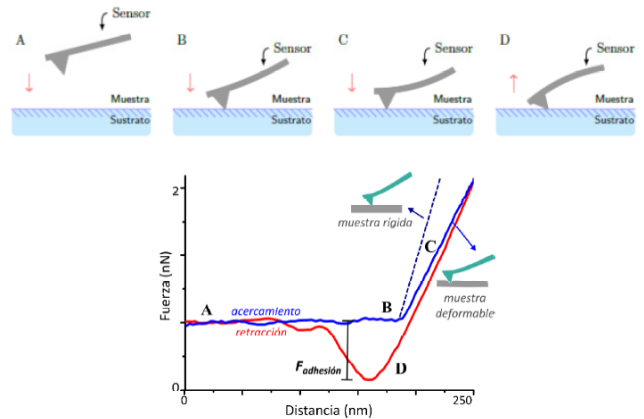 A
Sensor
Muestra
Sustrato
B
Sensor
Muestra
Sustrato
C
Sensor
Muestra
Sustrato
D
Sensor
Muestra
Sustrato
Fuerza (nN)
2
0
muestra rígida
C
muestra
deformable
A
acercamiento
retracción
B
F adhesión
D
0
250
Distancia (nm)